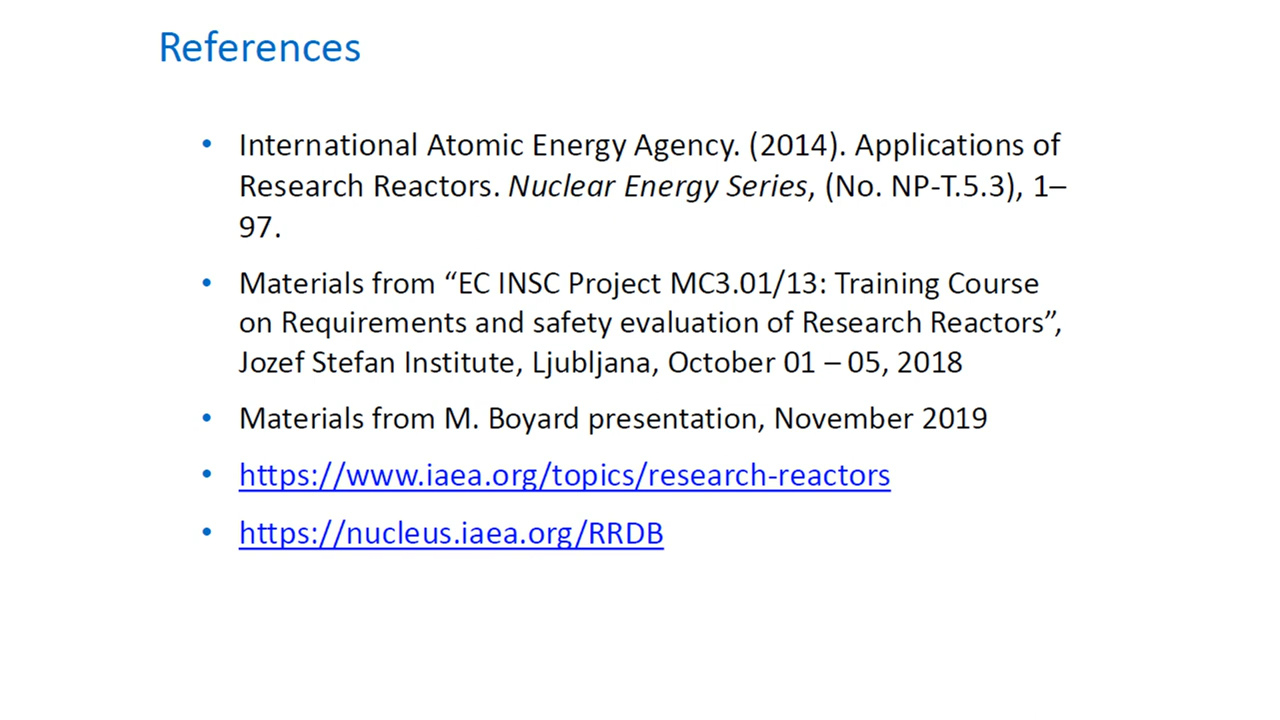 References
• International Atomic Energy Agency. (2014). Applications of
Research Reactors. Nuclear Energy Series, (No. NP-T.5.3), 1–
97.
• Materials from “EC INSC Project MC3.01/13: Training Course
on Requirements and safety evaluation of Research Reactors”,
Jozef Stefan Institute, Ljubljana, October 01 – 05, 2018
• Materials from M. Boyard presentation, November 2019
• https://www.iaea.org/topics/research-reactors
• https://nucleus.iaea.org/RRDB